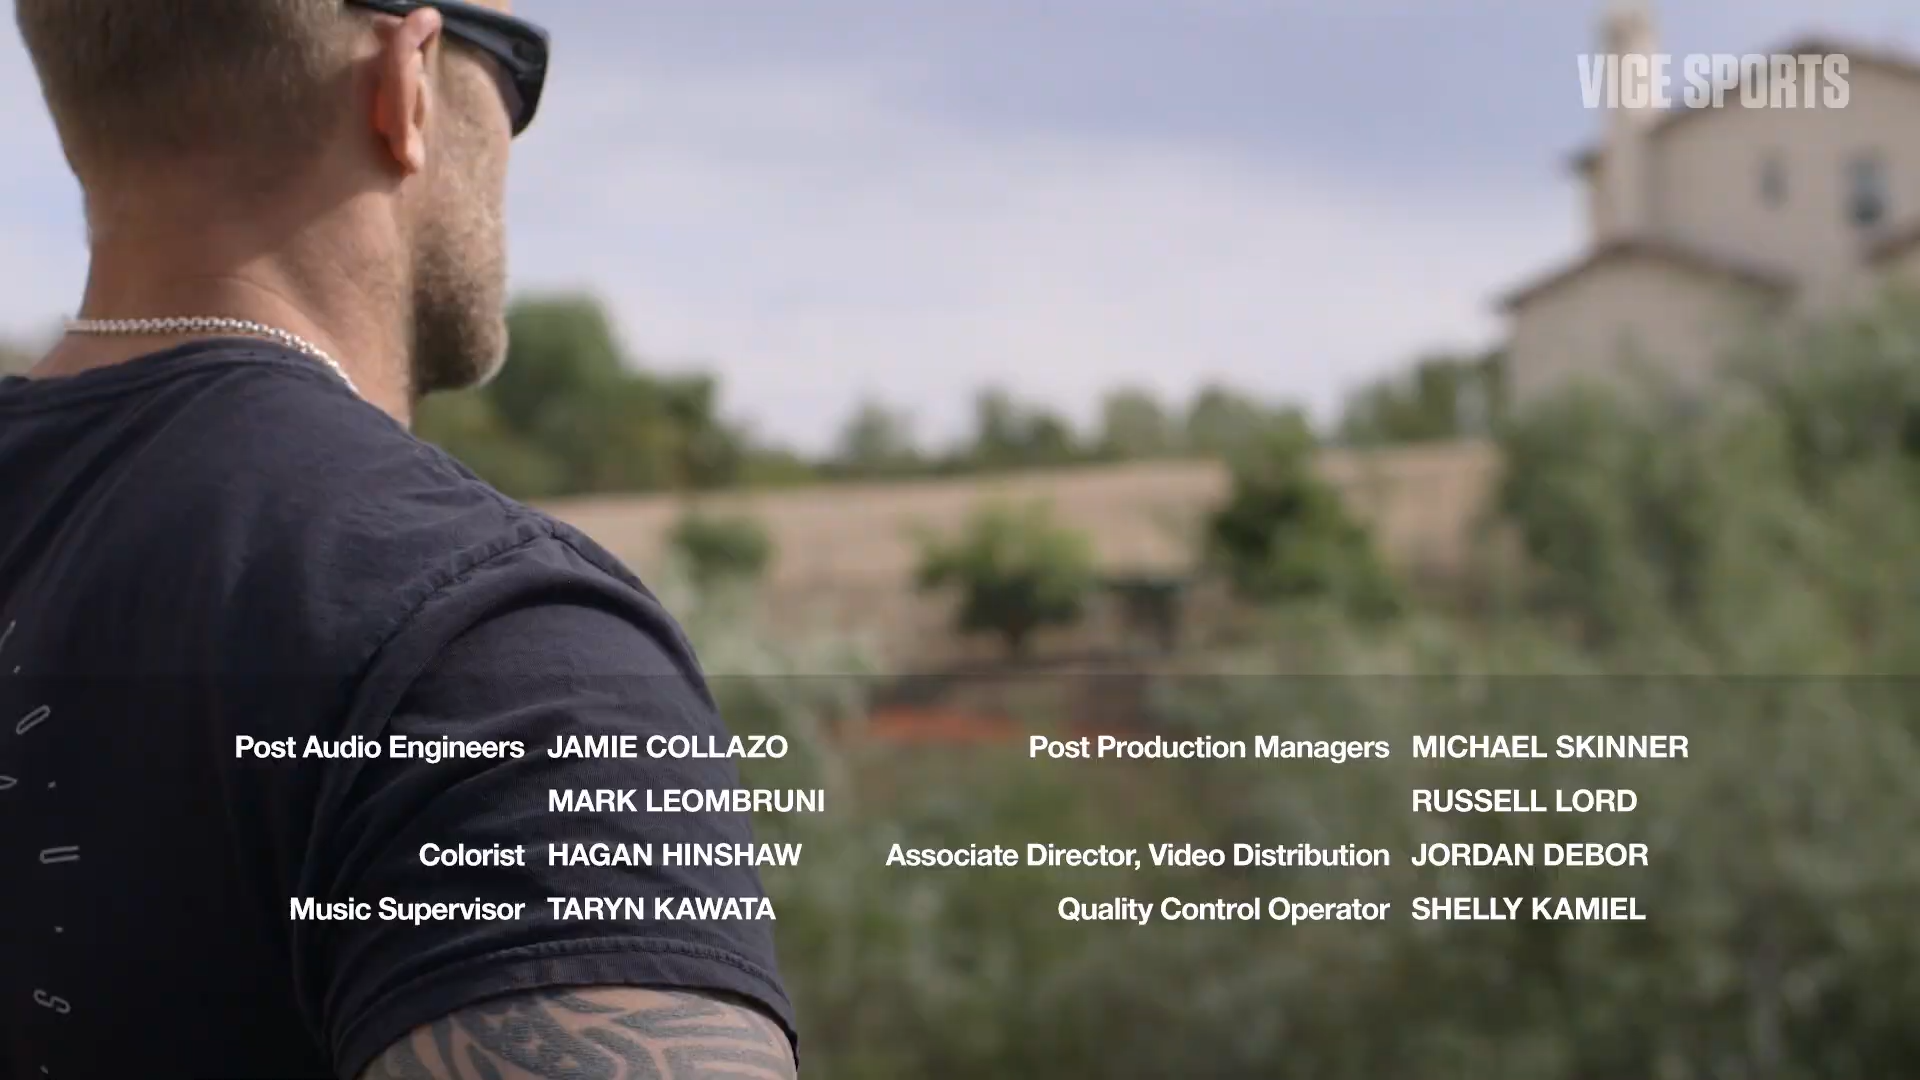 VICE SPORTS
Post Audio Engineers JAMIE COLLAZO
MARK LEOMBRUNI
Colorist HAGAN HINSHAW
Music Supervisor TARYN KAWATA
Post Production Managers MICHAEL SKINNER
RUSSELL LORD
Associate Director, Video Distribution JORDAN DEBOR
Quality Control Operator SHELLY KAMIEL